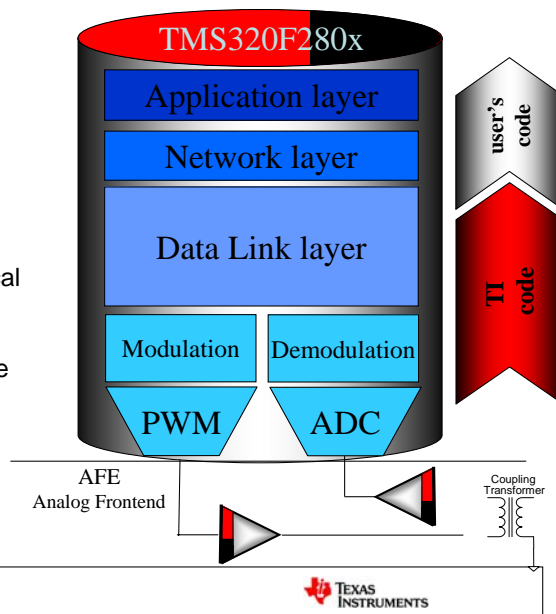 TMS320F280x
Application layer
user's
code
Network layer
Data Link layer
cal
TI
code
Modulation
Demodulation
e
PWM
ADC
AFE
Analog Frontend
Coupling
Transformer
TEXAS
INSTRUMENTS